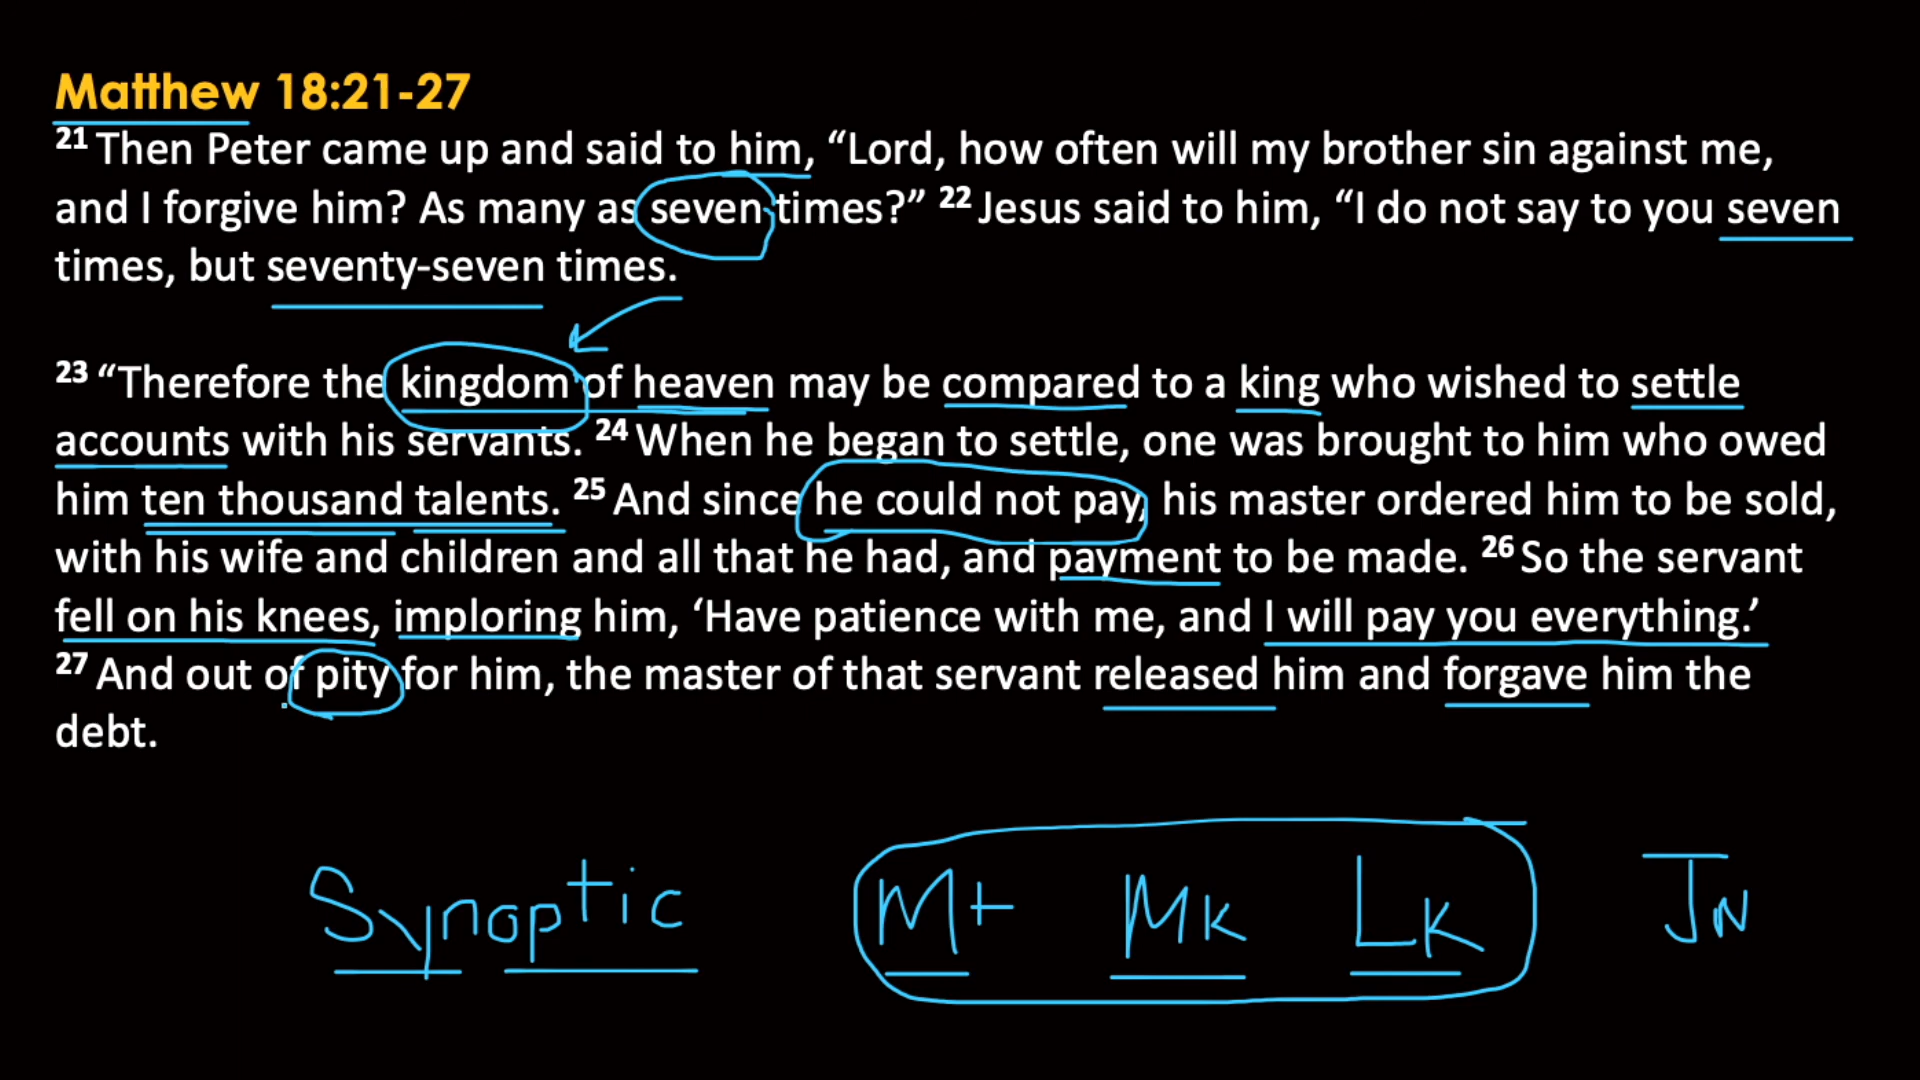 Matthew 18:21-27
21 Then Peter came up and said to him, “Lord, how often will my brother sin against me,
and I forgive him? As many as seven times?” 22 Jesus said to him, “I do not say to you seven
times, but seventy-seven times.
23 “Therefore the kingdom of heaven may be compared to a king who wished to settle
accounts with his servants. 24 When he began to settle, one was brought to him who owed
him ten thousand talents. 25 And since he could not pay, his master ordered him to be sold,
with his wife and children and all that he had, and payment to be made. 26 So the servant
fell on his knees, imploring him, ‘Have patience with me, and I will pay you everything.’
27 And out of pity for him, the master of that servant released him and forgave him the
debt.
Synoptic Mt Mk Lk JN